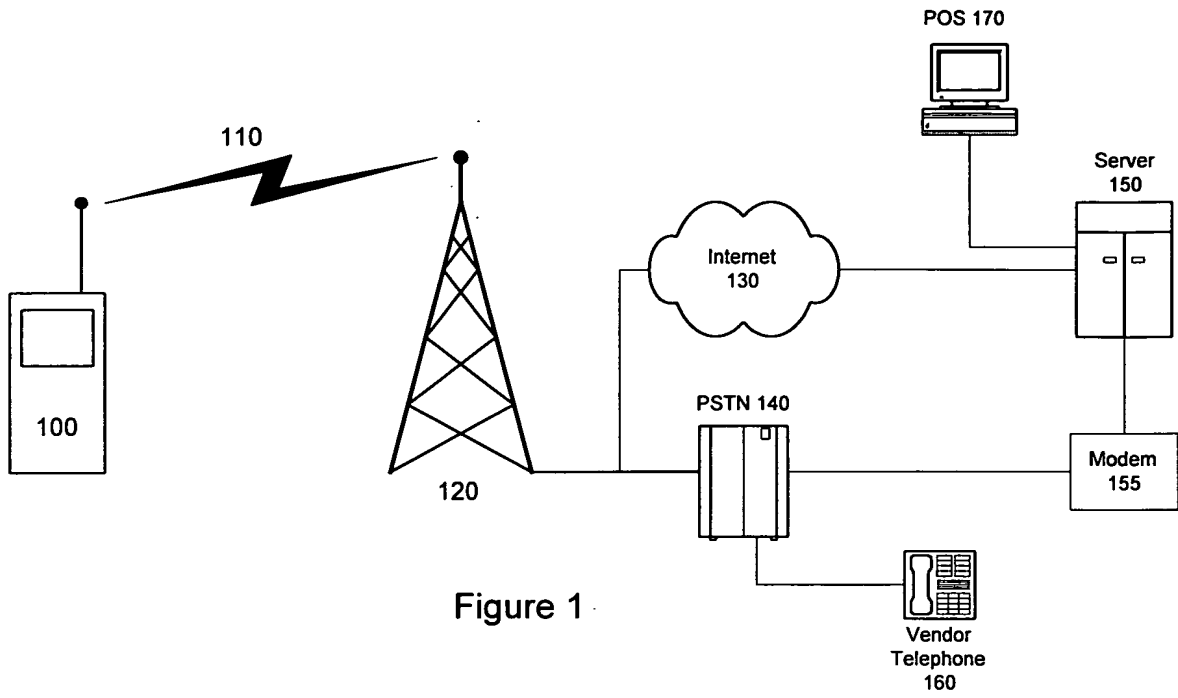 POS 170
110
Server
150
Internet
130
100
PSTN 140
Modem
155
120
Figure 1
Vendor
Telephone
160